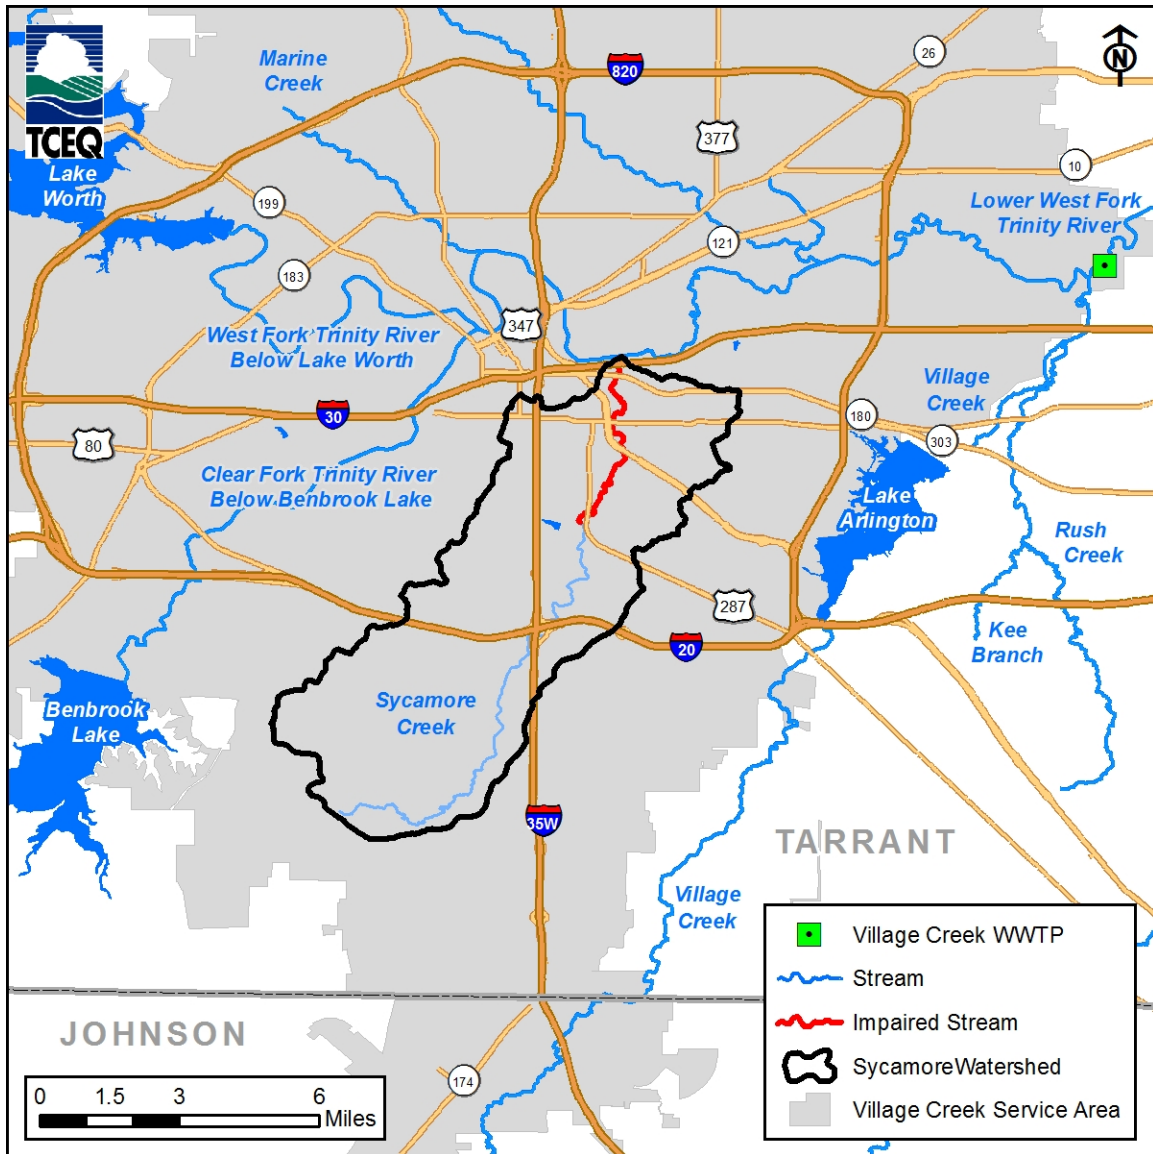 Marine
Creek
820
26
N
TCEQ
377
10
Lake
Worth
199
Lower West Fork
Trinity River
121
183
347
West Fork Trinity River
Below Lake Worth
Village
Creek
30
180
80
303
Clear Fork Trinity River
Below Benbrook Lake
Lake
Arlington
Rush
Creek
287
Kee
Branch
20
Sycamore
Creek
Benbrook
Lake
35W
TARRANT
Village
Creek
Village Creek WWTP
Stream
Impaired Stream
SycamoreWatershed
Village Creek Service Area
JOHNSON
174
0 1.5 3 6
Miles